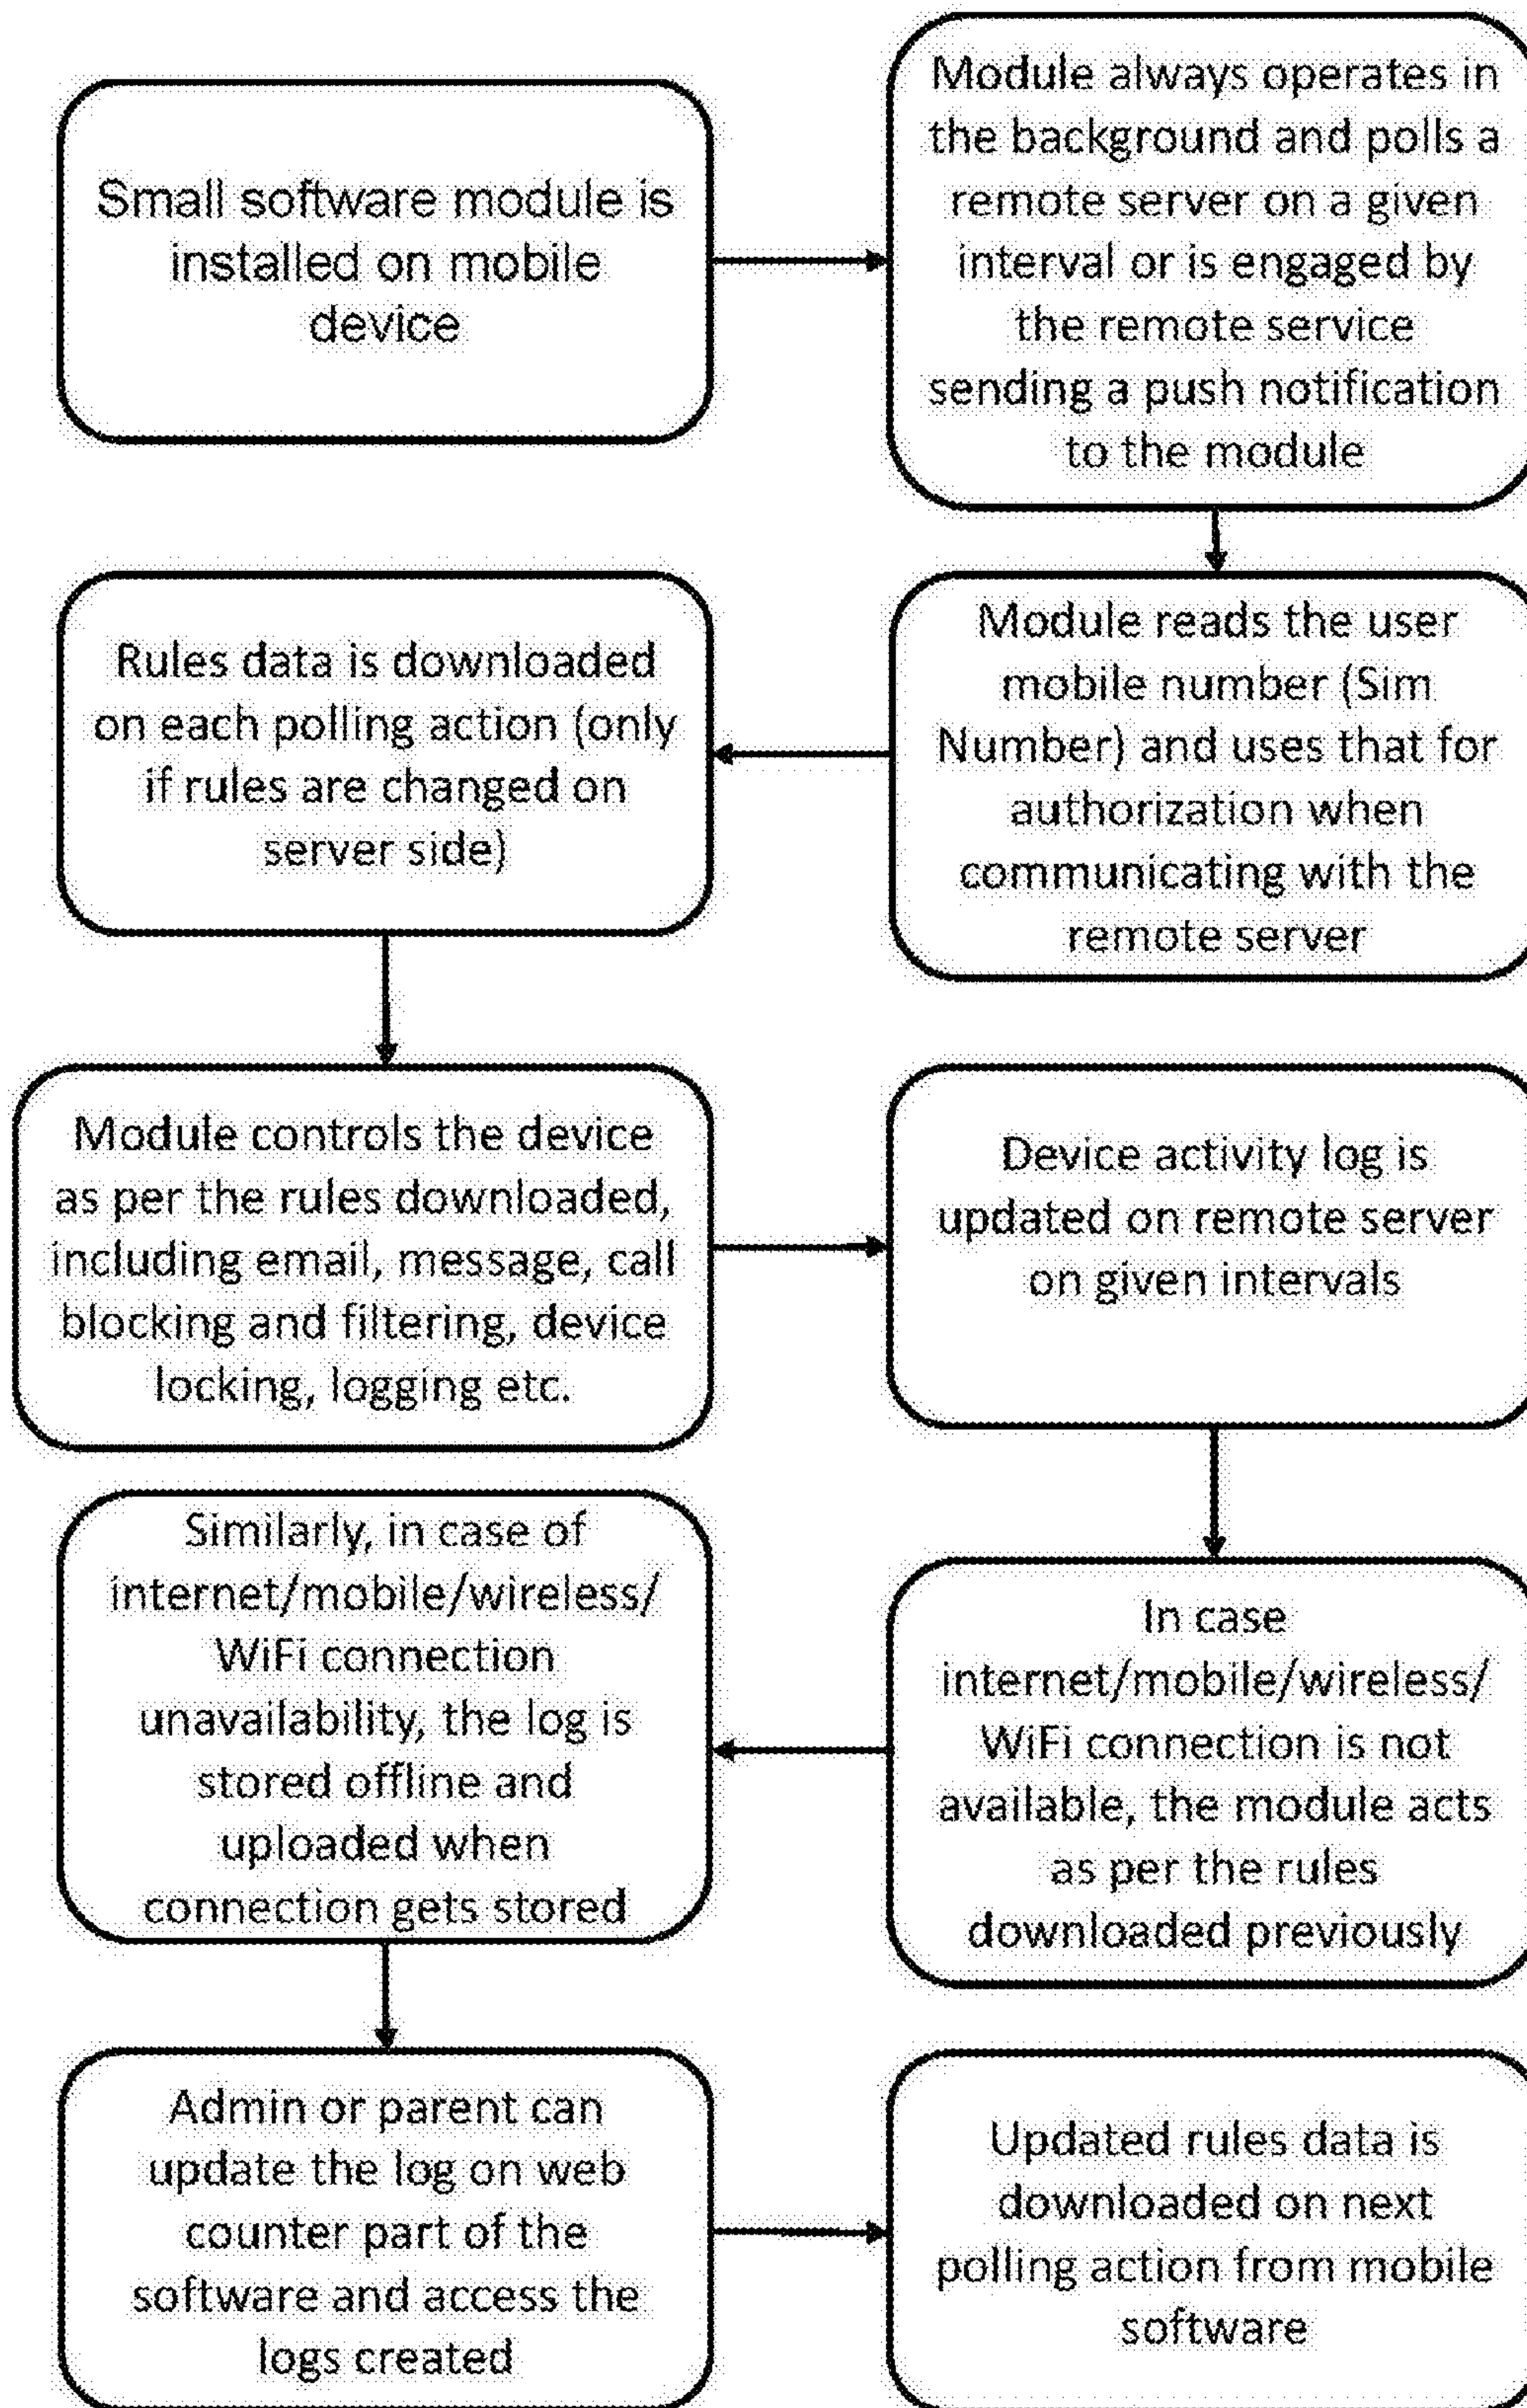 Small software module is
installed on mobile
device
Module always operates in
the background and polls a
remote server on a given
interval or is engaged by
the remote service
sending a push notification
to the module
Module reads the user
mobile number (Sim
Number) and uses that for
authorization when
communicating with the
remote server
Rules data is downloaded
on each polling action (only
if rules are changed on
server side)
Module controls the device
as per the rules downloaded,
including email, message, call
blocking and filtering, device
locking, logging etc.
Device activity log is
updated on remote server
on given intervals
In case
internet/mobile/wireless/
WiFi connection is not
available, the module acts
as per the rules
downloaded previously
Similarly, in case of
internet/mobile/wireless/
WiFi connection
unavailability, the log is
stored offline and
uploaded when
connection gets stored
Admin or parent can
update the log on web
counter part of the
software and access the
logs created
Updated rules data is
downloaded on next
polling action from mobile
software